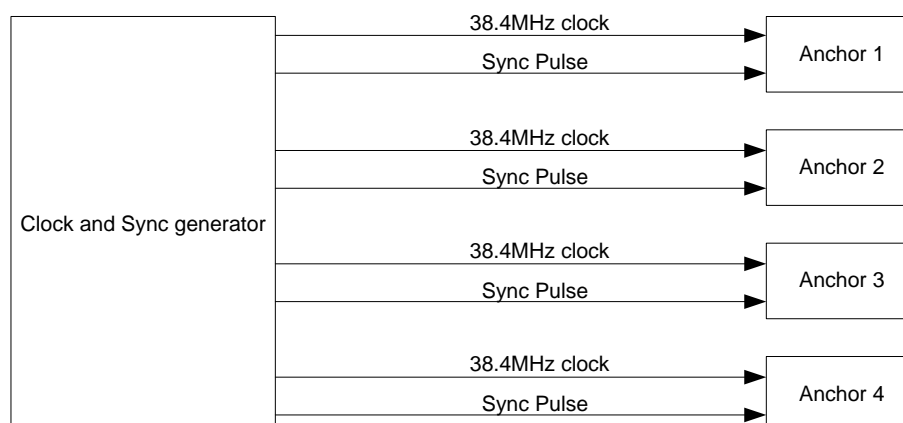 38.4MHz clock
Anchor 1
Sync Pulse
38.4MHz clock
Anchor 2
Sync Pulse
Clock and Sync generator
38.4MHz clock
Anchor 3
Sync Pulse
38.4MHz clock
Anchor 4
Sync Pulse